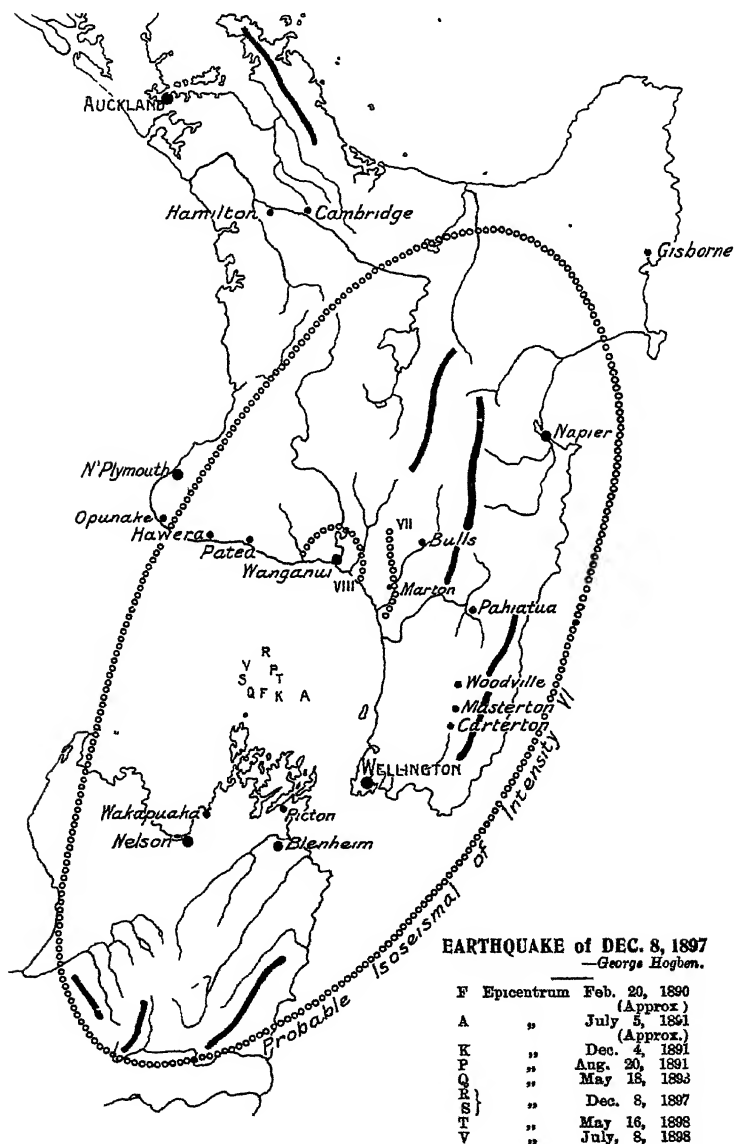 AUCKLAND
Hamilton
Cambridge
Gisborne
Napier
N'Plymouth
Opunake
Hawera
Patea
Wanganui
VII
VIII
Bulls
Marton
Pahiatua
R
V
P
S
T
Q F K A
Woodville
Masterton
Carterton
WELLINGTON
Wakapuaka
Picton
Nelson
Blenheim
Probable Isoseismal of Intensity VI
EARTHQUAKE of DEC. 8, 1897
—George Hogben.
F Epicentrum Feb. 20, 1890
(Approx)
A „ July 5, 1891
(Approx.)
K „ Dec. 4, 1891
P „ Aug. 20, 1891
Q „ May 18,
R
S } „ Dec. 8, 1897
T „ May 16, 1898
V „ July, 8, 1898